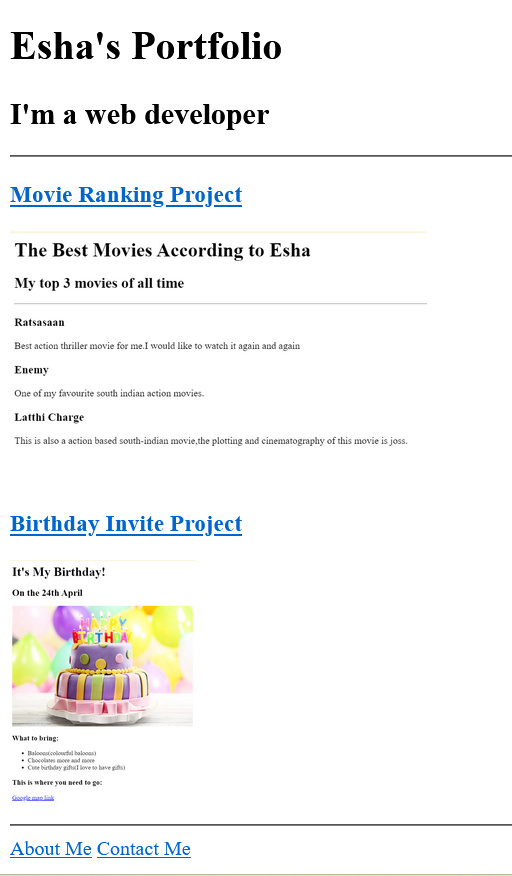 Esha's Portfolio
I'm a web developer
Movie Ranking Project
The Best Movies According to Esha
My top 3 movies of all time
Ratsasaan
Best action thriller movie for me.I would like to watch it again and again
Enemy
One of my favourite south indian action movies.
Latthi Charge
This is also a action based south-indian movie,the plotting and cinematography of this movie is joss.
Birthday Invite Project
It's My Birthday!
On the 24th April
HAPPY
BIRTHDAY
What to bring:
Baloons(colourful baloons)
Chocolates more and more
Cute birthday gifts(I love to have gifts)
This is where you need to go:
Google map link
About Me Contact Me